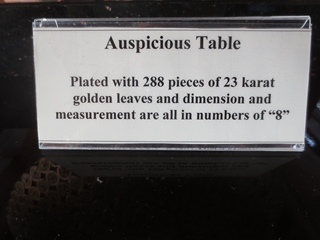 Auspicious Table
Plated with 288 pieces of 23 karat
golden leaves and dimension and
measurement are all in numbers of “8”